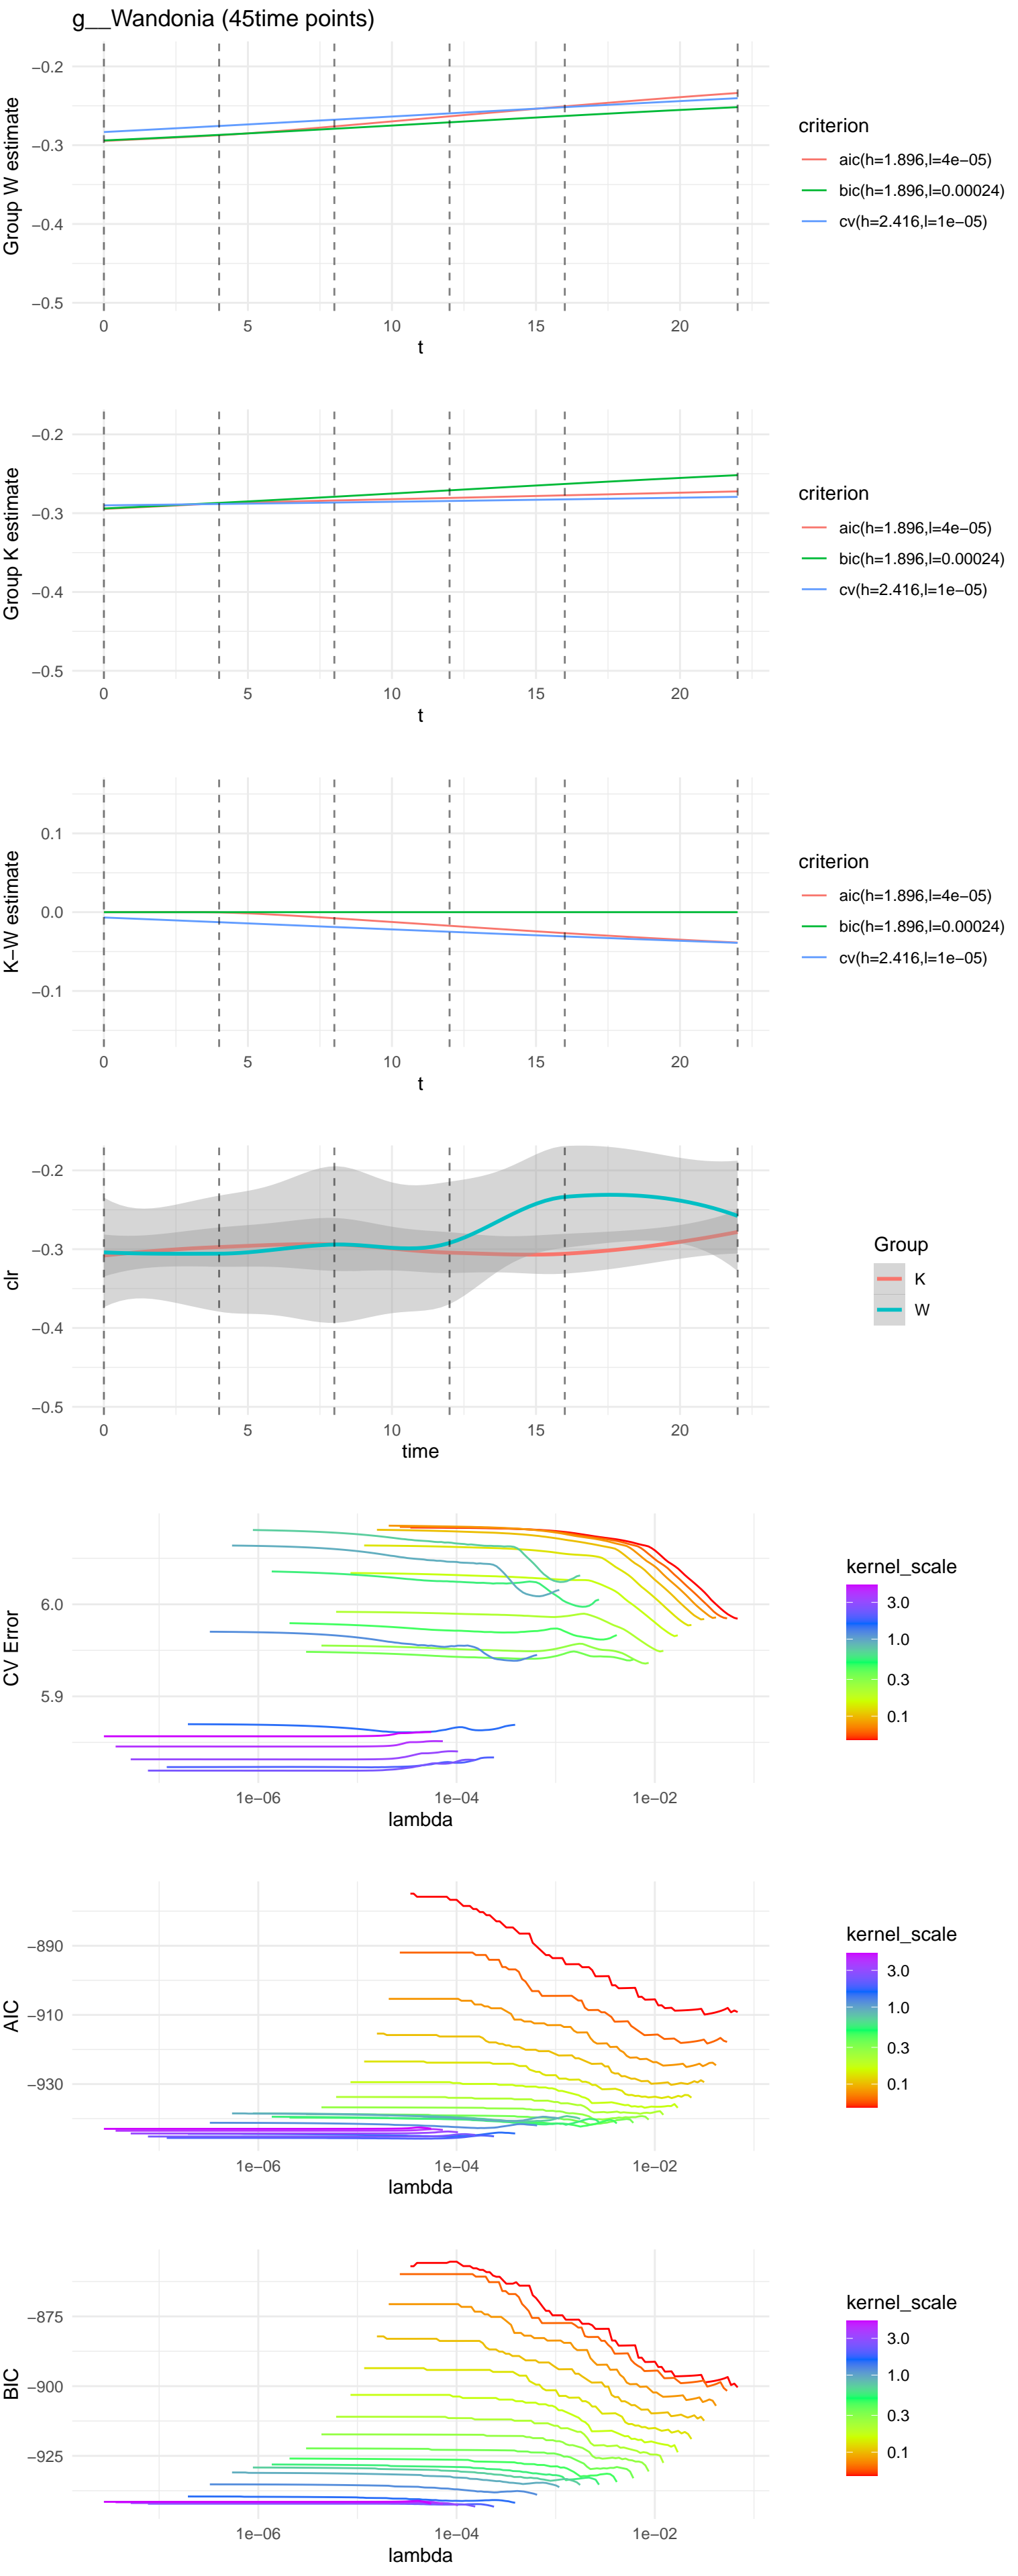 g__Wandonia (45time points)
Group W estimate
−0.2
−0.3
−0.4
−0.5
0 5 10 15 20
t
criterion
aic(h=1.896,l=4e−05)
bic(h=1.896,l=0.00024)
cv(h=2.416,l=1e−05)
Group K estimate
−0.2
−0.3
−0.4
−0.5
0 5 10 15 20
t
criterion
aic(h=1.896,l=4e−05)
bic(h=1.896,l=0.00024)
cv(h=2.416,l=1e−05)
K−W estimate
0.1
0.0
−0.1
0 5 10 15 20
t
criterion
aic(h=1.896,l=4e−05)
bic(h=1.896,l=0.00024)
cv(h=2.416,l=1e−05)
clr
−0.2
−0.3
−0.4
−0.5
0 5 10 15 20
time
Group
K
W
CV Error
6.0
5.9
1e−06 1e−04 1e−02
lambda
kernel_scale
3.0
1.0
0.3
0.1
AIC
−890
−910
−930
1e−06 1e−04 1e−02
lambda
kernel_scale
3.0
1.0
0.3
0.1
BIC
−875
−900
−925
1e−06 1e−04 1e−02
lambda
kernel_scale
3.0
1.0
0.3
0.1